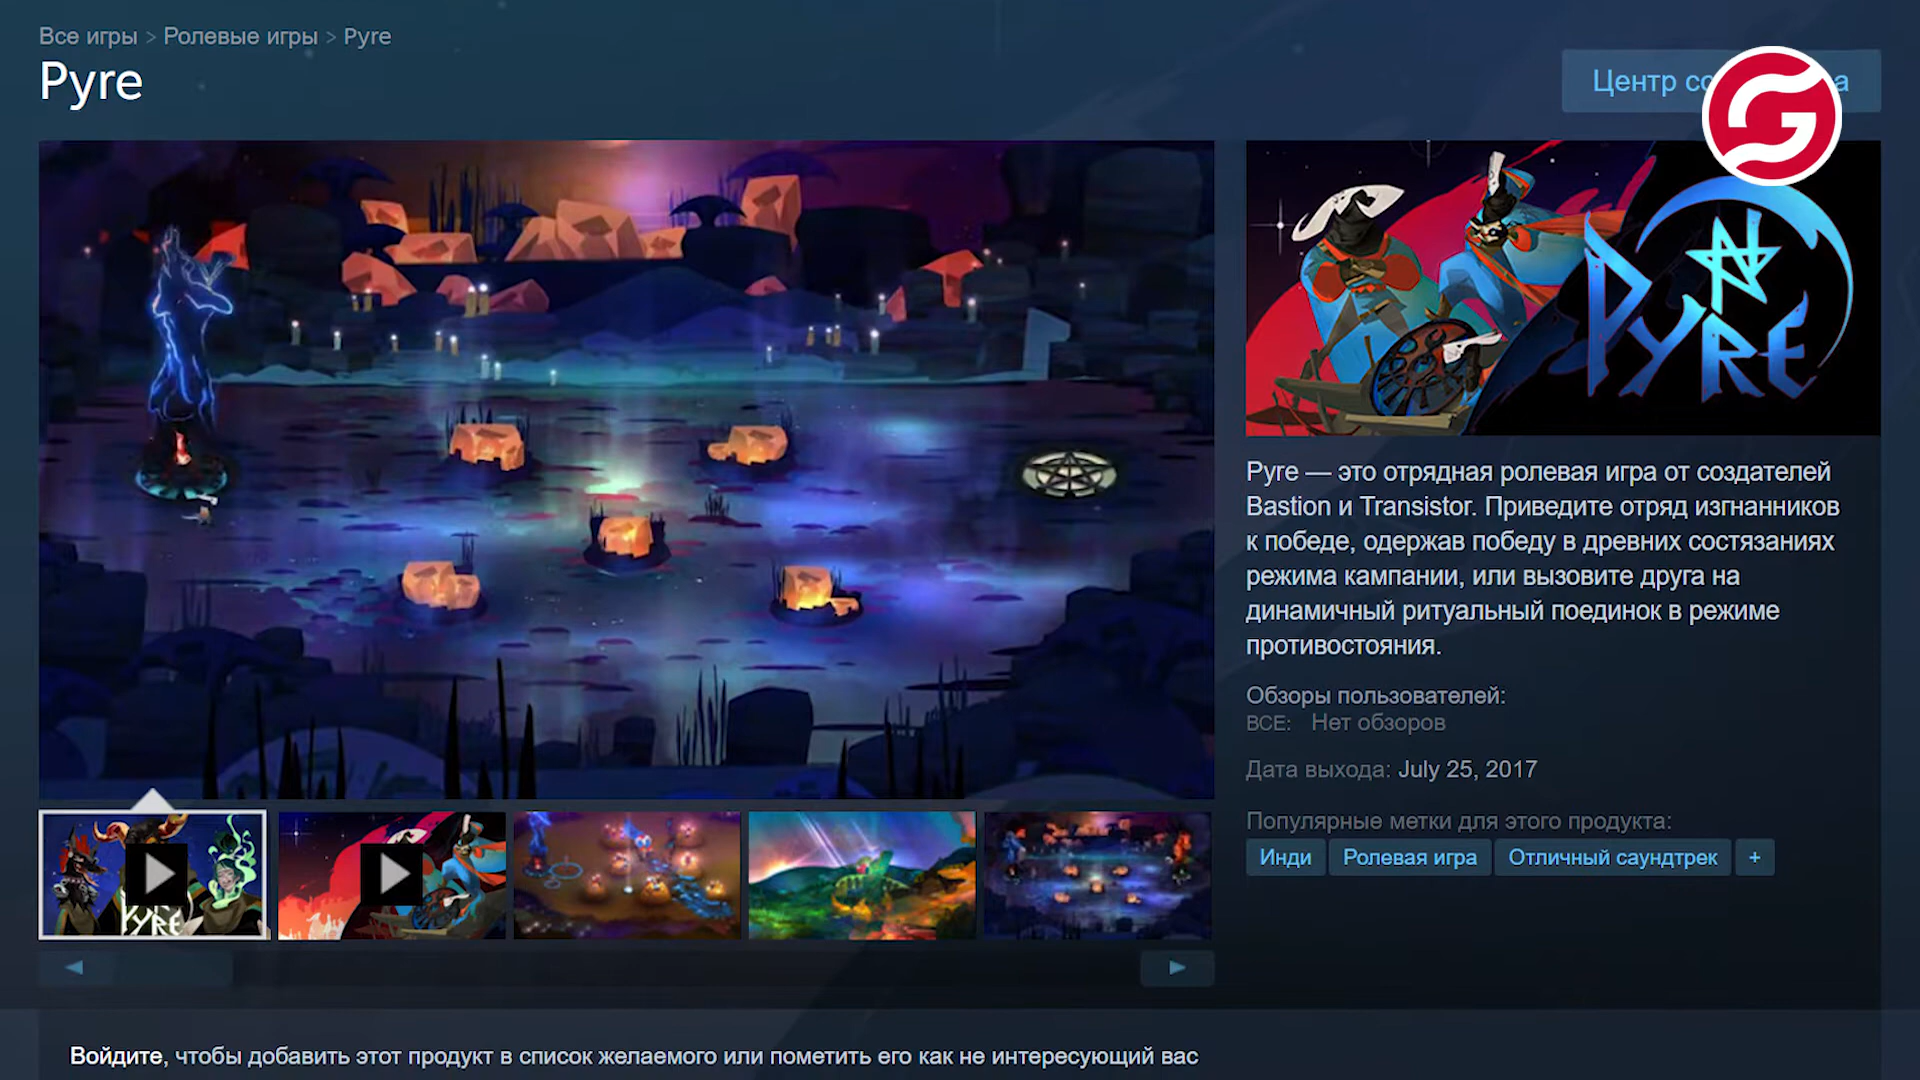 Все игры > Ролевые игры > Pyre
Pyre
Центр со
а
PYRE
Pyre — это отрядная ролевая игра от создателей
Bastion и Transistor. Приведите отряд изгнанников
к победе, одержав победу в древних состязаниях
режима кампании, или вызовите друга на
динамичный ритуальный поединок в режиме
противостояния.
Обзоры пользователей:
ВСЕ: Нет обзоров
Дата выхода: July 25, 2017
Популярные метки для этого продукта:
Инди Ролевая игра Отличный саундтрек +
PYRE
Войдите, чтобы добавить этот продукт в список желаемого или пометить его как не интересующий вас